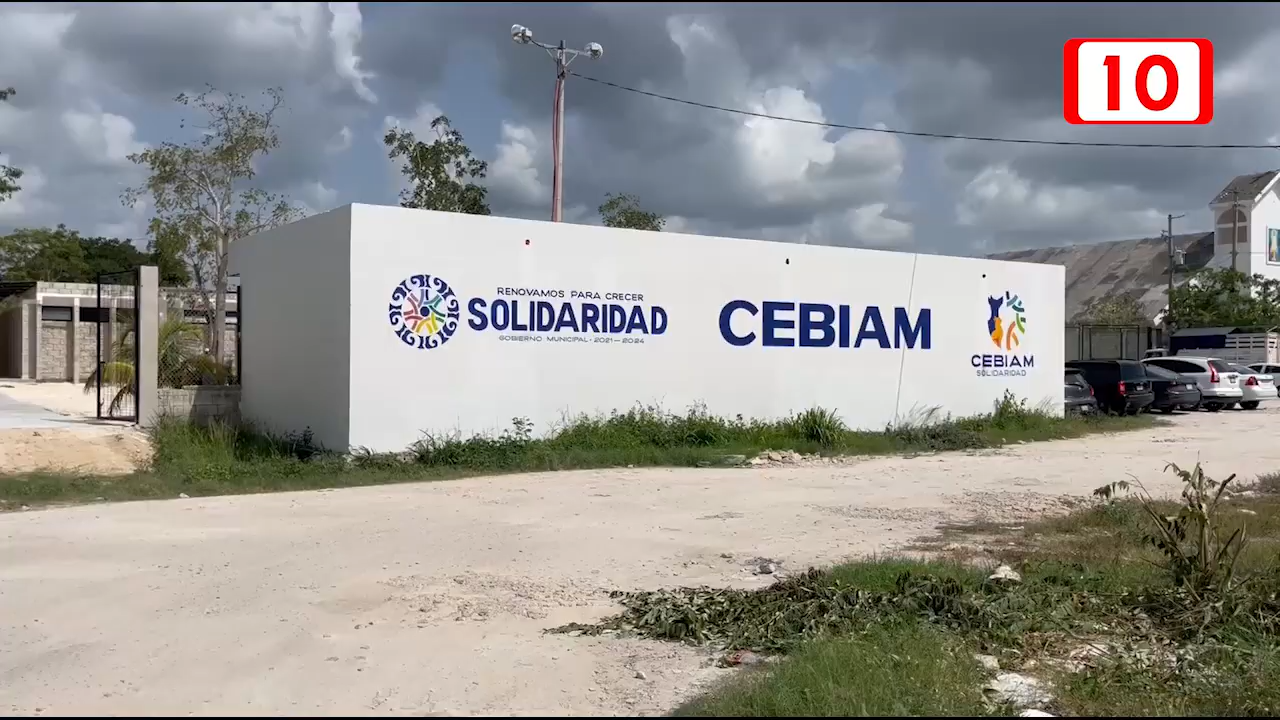 10
RENOVAMOS PARA CRECER
SOLIDARIDAD
GOBIERNO MUNICIPAL · 2021 — 2024
CEBIAM
CEBIAM
SOLIDARIDAD